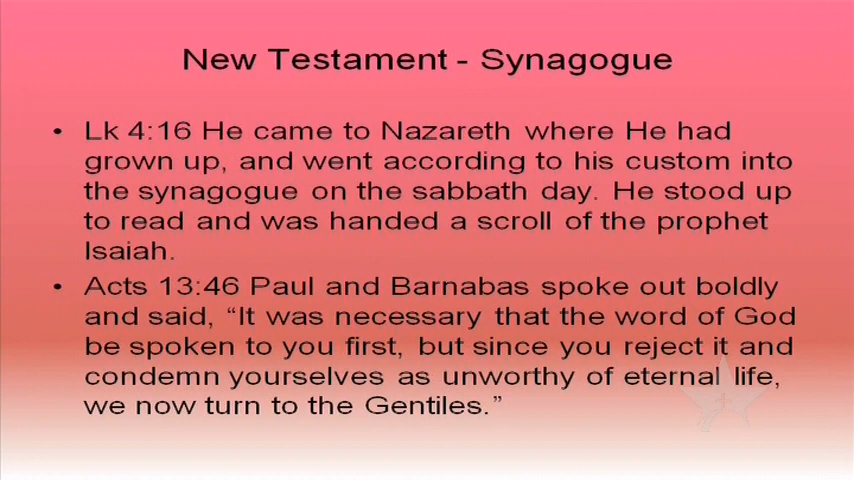 New Testament - Synagogue
• Lk 4:16 He came to Nazareth where He had
grown up, and went according to his custom into
the synagogue on the sabbath day. He stood up
to read and was handed a scroll of the prophet
Isaiah.
• Acts 13:46 Paul and Barnabas spoke out boldly
and said, “It was necessary that the word of God
be spoken to you first, but since you reject it and
condemn yourselves as unworthy of eternal life,
we now turn to the Gentiles.”